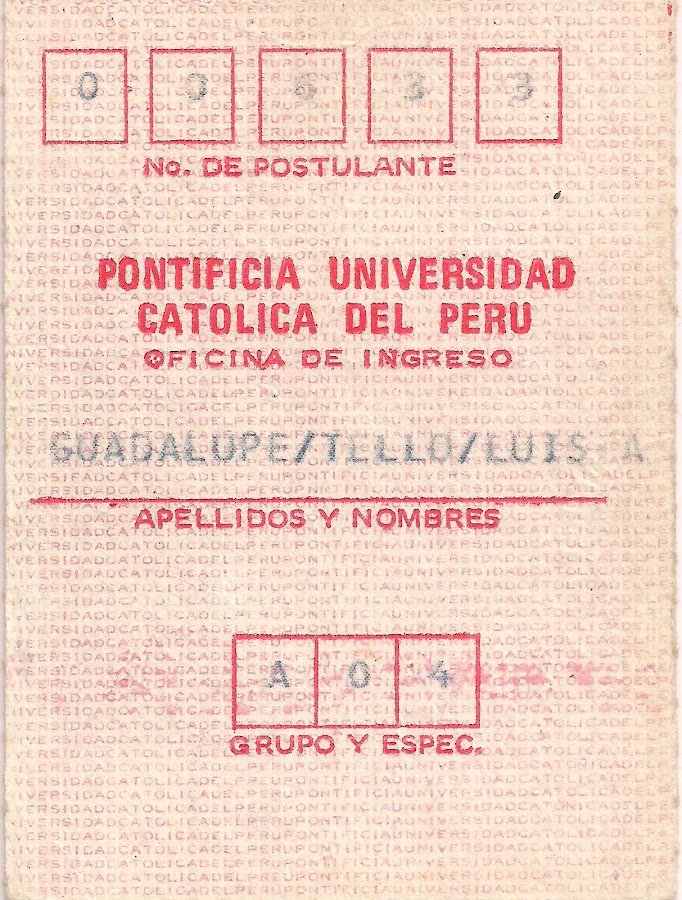 0 0 6 3 3
No. DE POSTULANTE
PONTIFICIA UNIVERSIDAD
CATOLICA DEL PERU
OFICINA DE INGRESO
GUADALUPE/TELLO/LUIS A
APELLIDOS Y NOMBRES
A 0 4
GRUPO Y ESPEC.